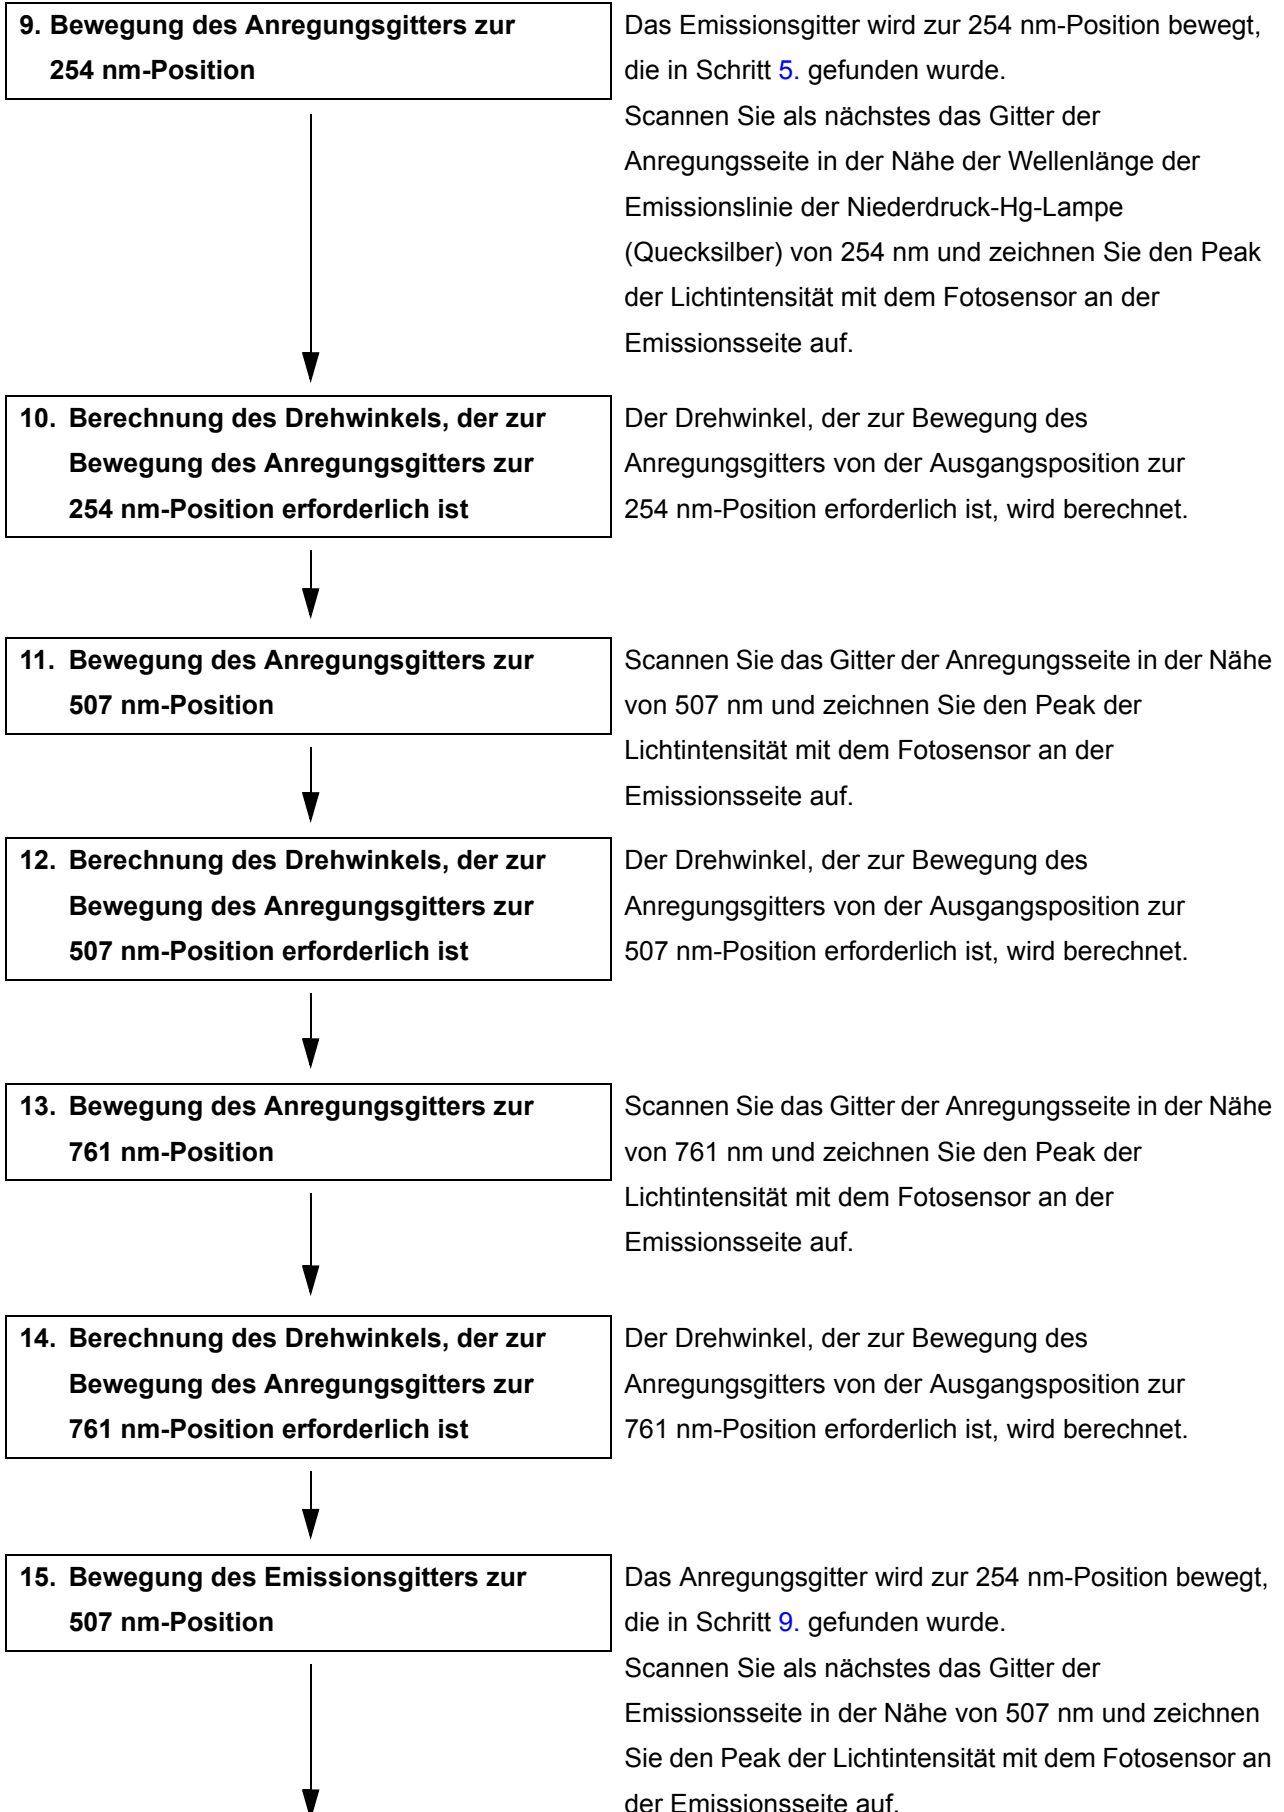 9. Bewegung des Anregungsgitters zur
254 nm-Position
Das Emissionsgitter wird zur 254 nm-Position bewegt,
die in Schritt 5. gefunden wurde.
Scannen Sie als nächstes das Gitter der
Anregungsseite in der Nähe der Wellenlänge der
Emissionslinie der Niederdruck-Hg-Lampe
(Quecksilber) von 254 nm und zeichnen Sie den Peak
der Lichtintensität mit dem Fotosensor an der
Emissionsseite auf.
10. Berechnung des Drehwinkels, der zur
Bewegung des Anregungsgitters zur
254 nm-Position erforderlich ist
Der Drehwinkel, der zur Bewegung des
Anregungsgitters von der Ausgangsposition zur
254 nm-Position erforderlich ist, wird berechnet.
11. Bewegung des Anregungsgitters zur
507 nm-Position
Scannen Sie das Gitter der Anregungsseite in der Nähe
von 507 nm und zeichnen Sie den Peak der
Lichtintensität mit dem Fotosensor an der
Emissionsseite auf.
12. Berechnung des Drehwinkels, der zur
Bewegung des Anregungsgitters zur
507 nm-Position erforderlich ist
Der Drehwinkel, der zur Bewegung des
Anregungsgitters von der Ausgangsposition zur
507 nm-Position erforderlich ist, wird berechnet.
13. Bewegung des Anregungsgitters zur
761 nm-Position
Scannen Sie das Gitter der Anregungsseite in der Nähe
von 761 nm und zeichnen Sie den Peak der
Lichtintensität mit dem Fotosensor an der
Emissionsseite auf.
14. Berechnung des Drehwinkels, der zur
Bewegung des Anregungsgitters zur
761 nm-Position erforderlich ist
Der Drehwinkel, der zur Bewegung des
Anregungsgitters von der Ausgangsposition zur
761 nm-Position erforderlich ist, wird berechnet.
15. Bewegung des Emissionsgitters zur
507 nm-Position
Das Anregungsgitter wird zur 254 nm-Position bewegt,
die in Schritt 9. gefunden wurde.
Scannen Sie als nächstes das Gitter der
Emissionsseite in der Nähe von 507 nm und zeichnen
Sie den Peak der Lichtintensität mit dem Fotosensor an
der Emissionsseite auf.